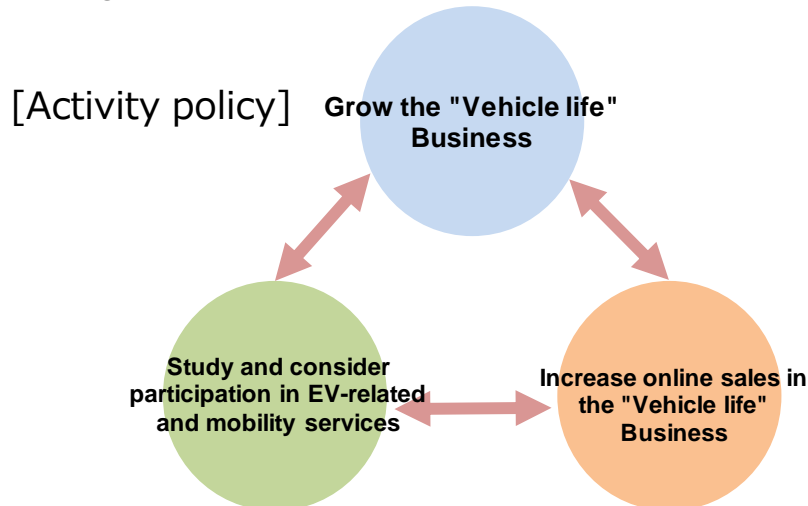 [Activity policy]
Grow the "Vehicle life"
Business
Study and consider
participation in EV-related
and mobility services
Increase online sales in
the "Vehicle life"
Business